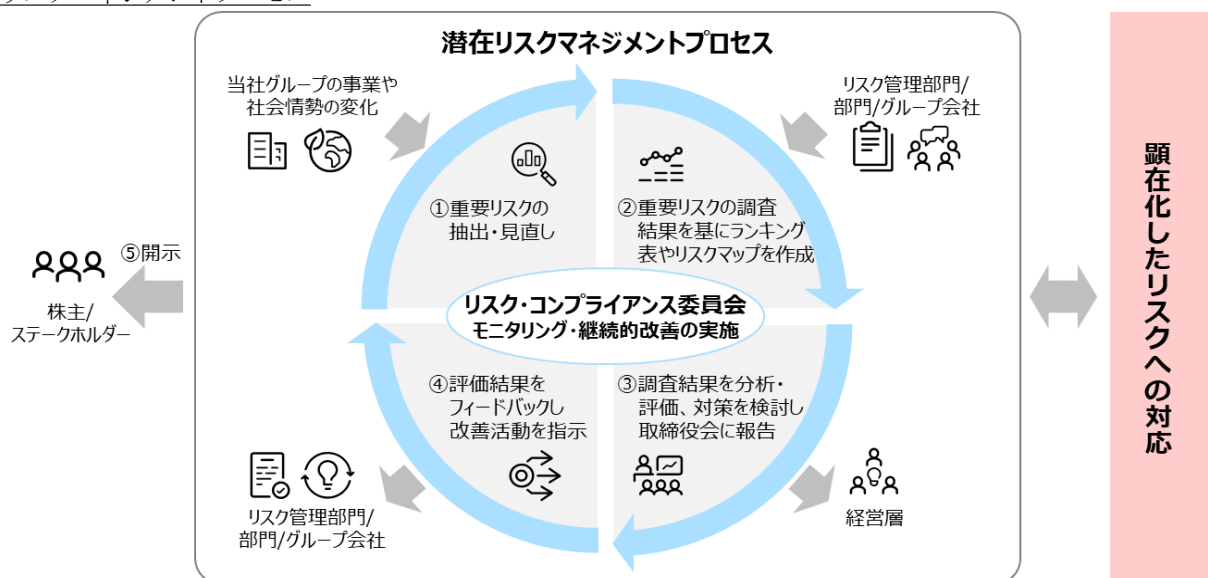 潜在リスクマネジメントプロセス
当社グループの事業や
社会情勢の変化
リスク管理部門/
部門/グループ会社
①重要リスクの
抽出・見直し
②重要リスクの調査
結果を基にランキング
表やリスクマップを作成
リスク・コンプライアンス委員会
モニタリング・継続的改善の実施
④評価結果を
フィードバックし
改善活動を指示
③調査結果を分析・
評価、対策を検討し
取締役会に報告
リスク管理部門/
部門/グループ会社
経営層
⑤開示
株主/
ステークホルダー
顕在化したリスクへの対応